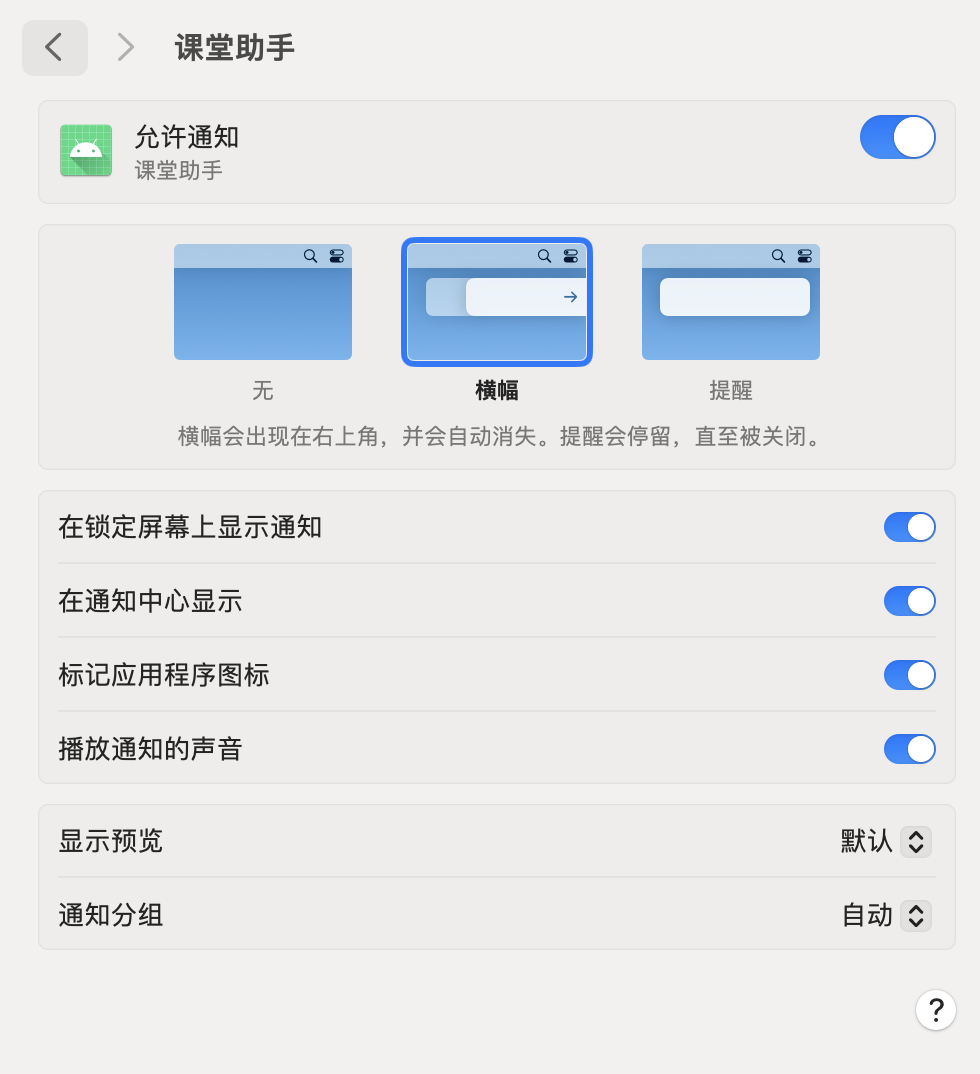 课堂助手
允许通知
课堂助手
无
横幅
提醒
横幅会出现在右上角，并会自动消失。提醒会停留，直至被关闭。
在锁定屏幕上显示通知
在通知中心显示
标记应用程序图标
播放通知的声音
显示预览 默认
通知分组 自动
?